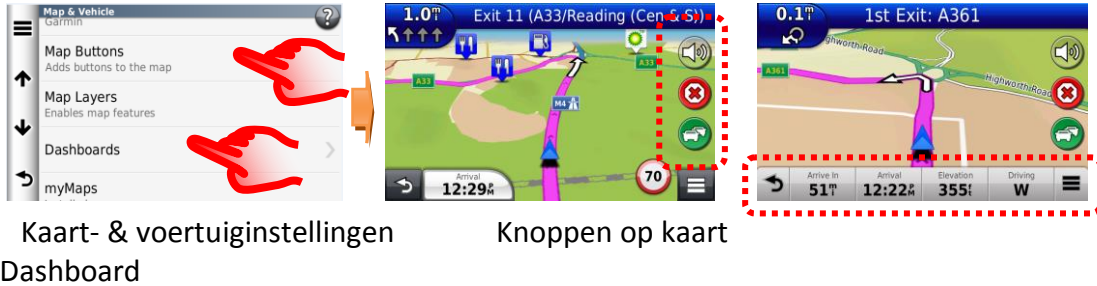 Map & Vehicle
Garmin
Map Buttons
Adds buttons to the map
Map Layers
Enables map features
Dashboards
myMaps
1.0
Exit 11 (A33/Reading (Cen & S))
A33
A33
M4
Arrival
12:29
70
0.1
1st Exit: A361
Highworth Road
A361
Highworth Road
Arrive In
51
Arrival
12:22
Elevation
355
Driving
W
Kaart- & voertuiginstellingen
Knoppen op kaart
Dashboard